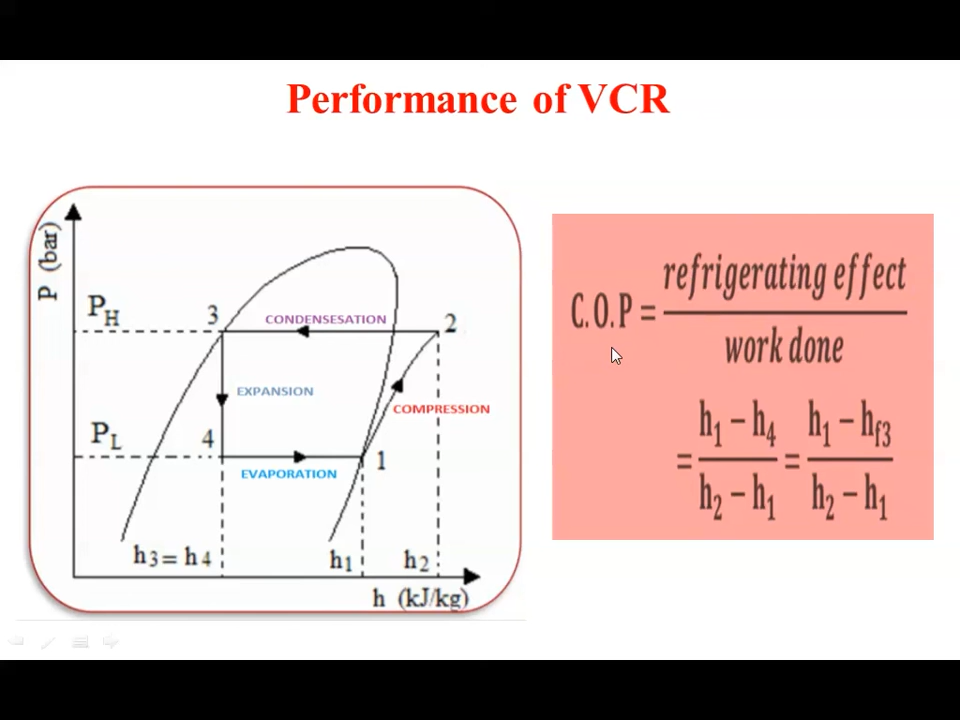 Performance of VCR
P (bar)
P_H
3
CONDENSESATION
2
EXPANSION
COMPRESSION
P_L
4
1
EVAPORATION
h3 = h4
h1
h2
h (kJ/kg)
C.O.P = refrigerating effect / work done
= h1 − h4 / h2 − h1 = h1 − hf3 / h2 − h1